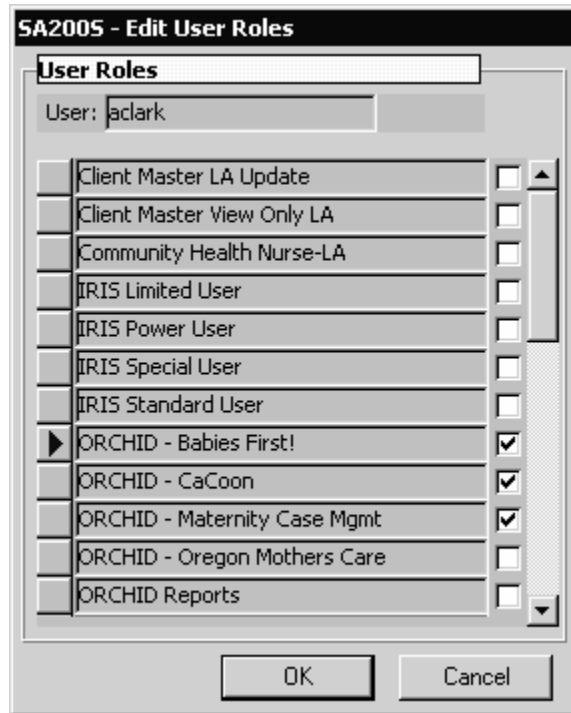 SA200S - Edit User Roles
User Roles
User: aclark
Client Master LA Update
Client Master View Only LA
Community Health Nurse-LA
IRIS Limited User
IRIS Power User
IRIS Special User
IRIS Standard User
ORCHID - Babies First!
ORCHID - CaCoon
ORCHID - Maternity Case Mgmt
ORCHID - Oregon Mothers Care
ORCHID Reports
OK Cancel